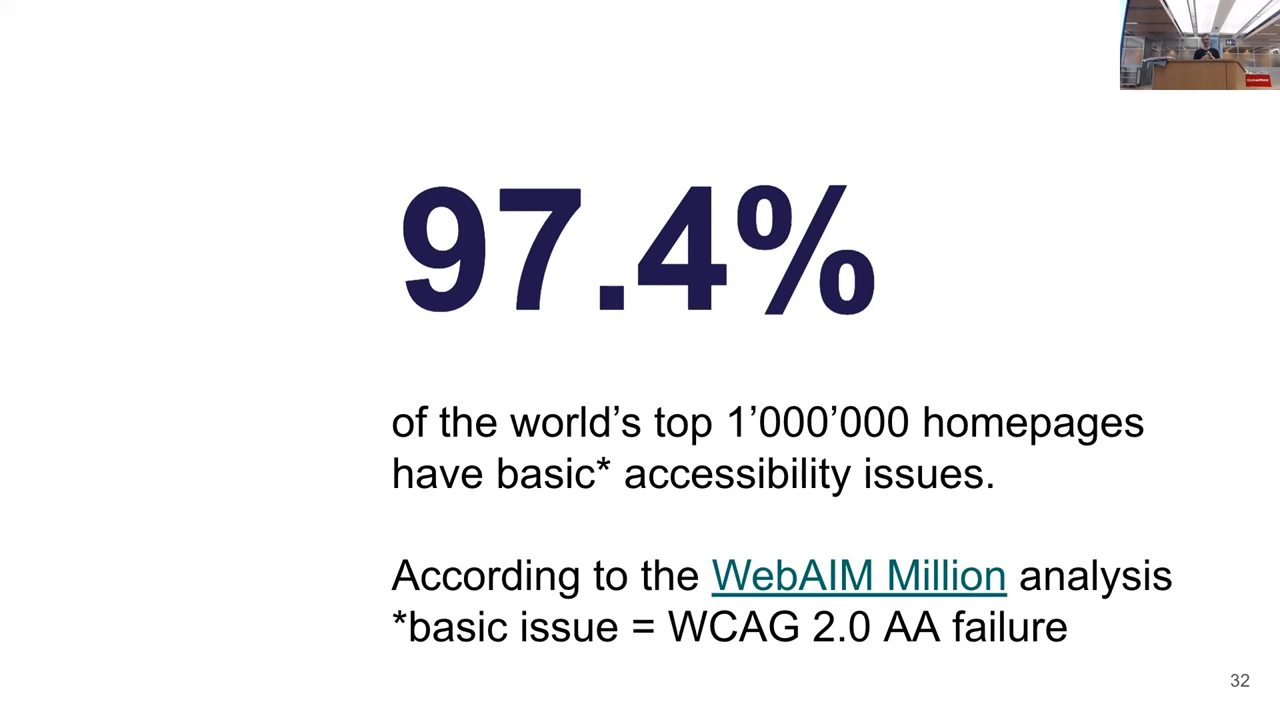 97.4%
of the world’s top 1’000’000 homepages
have basic* accessibility issues.
According to the WebAIM Million analysis
*basic issue = WCAG 2.0 AA failure
32